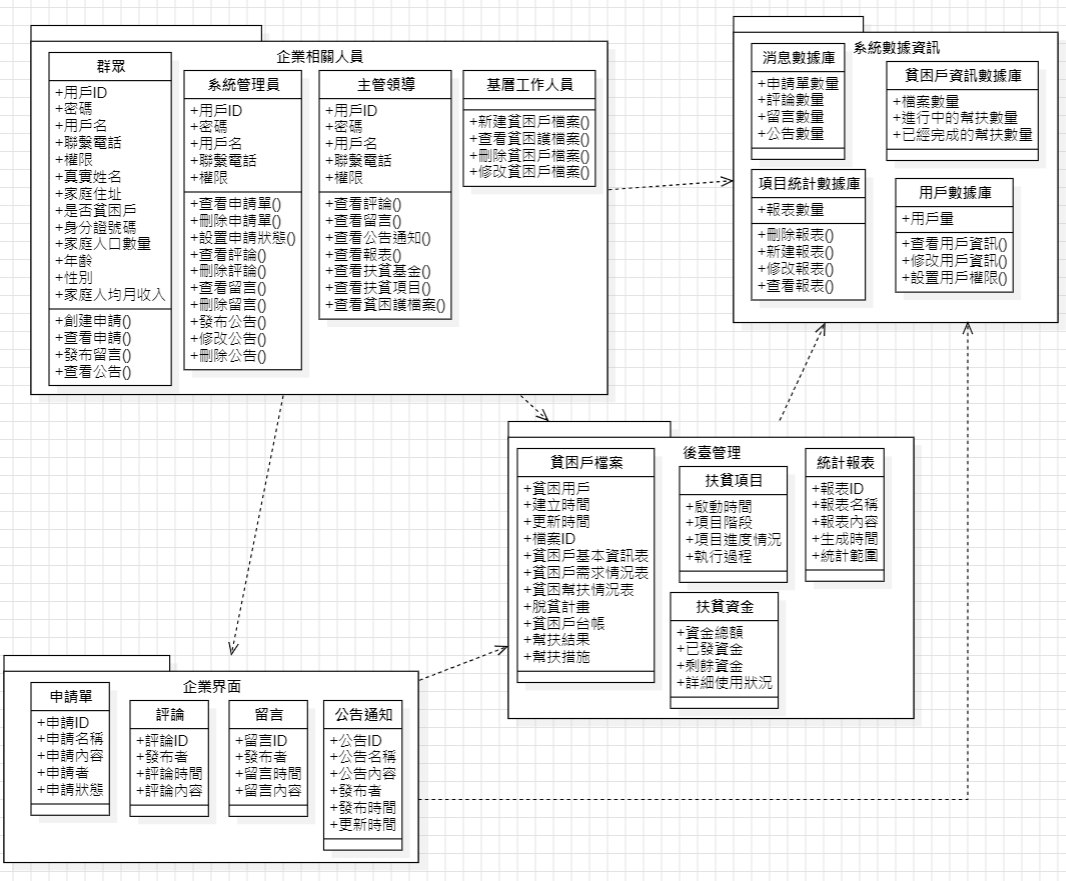 企業相關人員
群眾
+用戶ID
+密碼
+用戶名
+聯繫電話
+權限
+真實姓名
+家庭住址
+是否貧困戶
+身分證號碼
+家庭人口數量
+年齡
+性別
+家庭人均月收入
+創建申請()
+查看申請()
+發布留言()
+查看公告()
系統管理員
+用戶ID
+密碼
+用戶名
+聯繫電話
+權限
+查看申請單()
+刪除申請單()
+設置申請狀態()
+查看評論()
+刪除評論()
+查看留言()
+刪除留言()
+發布公告()
+修改公告()
+刪除公告()
主管領導
+用戶ID
+密碼
+用戶名
+聯繫電話
+權限
+查看評論()
+查看留言()
+查看公告通知()
+查看報表()
+查看扶貧基金()
+查看扶貧項目()
+查看貧困護檔案()
基層工作人員
+新建貧困戶檔案()
+查看貧困護檔案()
+刪除貧困戶檔案()
+修改貧困戶檔案()
系統數據資訊
消息數據庫
+申請單數量
+評論數量
+留言數量
+公告數量
貧困戶資訊數據庫
+檔案數量
+進行中的幫扶數量
+已經完成的幫扶數量
項目統計數據庫
+報表數量
+刪除報表()
+新建報表()
+修改報表()
+查看報表()
用戶數據庫
+用戶量
+查看用戶資訊()
+修改用戶資訊()
+設置用戶權限()
後臺管理
貧困戶檔案
+貧困用戶
+建立時間
+更新時間
+檔案ID
+貧困戶基本資訊表
+貧困戶需求情況表
+貧困幫扶情況表
+脫貧計畫
+貧困戶台帳
+幫扶結果
+幫扶措施
扶貧項目
+啟動時間
+項目階段
+項目進度情況
+執行過程
統計報表
+報表ID
+報表名稱
+報表內容
+生成時間
+統計範圍
扶貧資金
+資金總額
+已發資金
+剩餘資金
+詳細使用狀況
企業界面
申請單
+申請ID
+申請名稱
+申請內容
+申請者
+申請狀態
評論
+評論ID
+發布者
+評論時間
+評論內容
留言
+留言ID
+發布者
+留言時間
+留言內容
公告通知
+公告ID
+公告名稱
+公告內容
+發布者
+發布時間
+更新時間